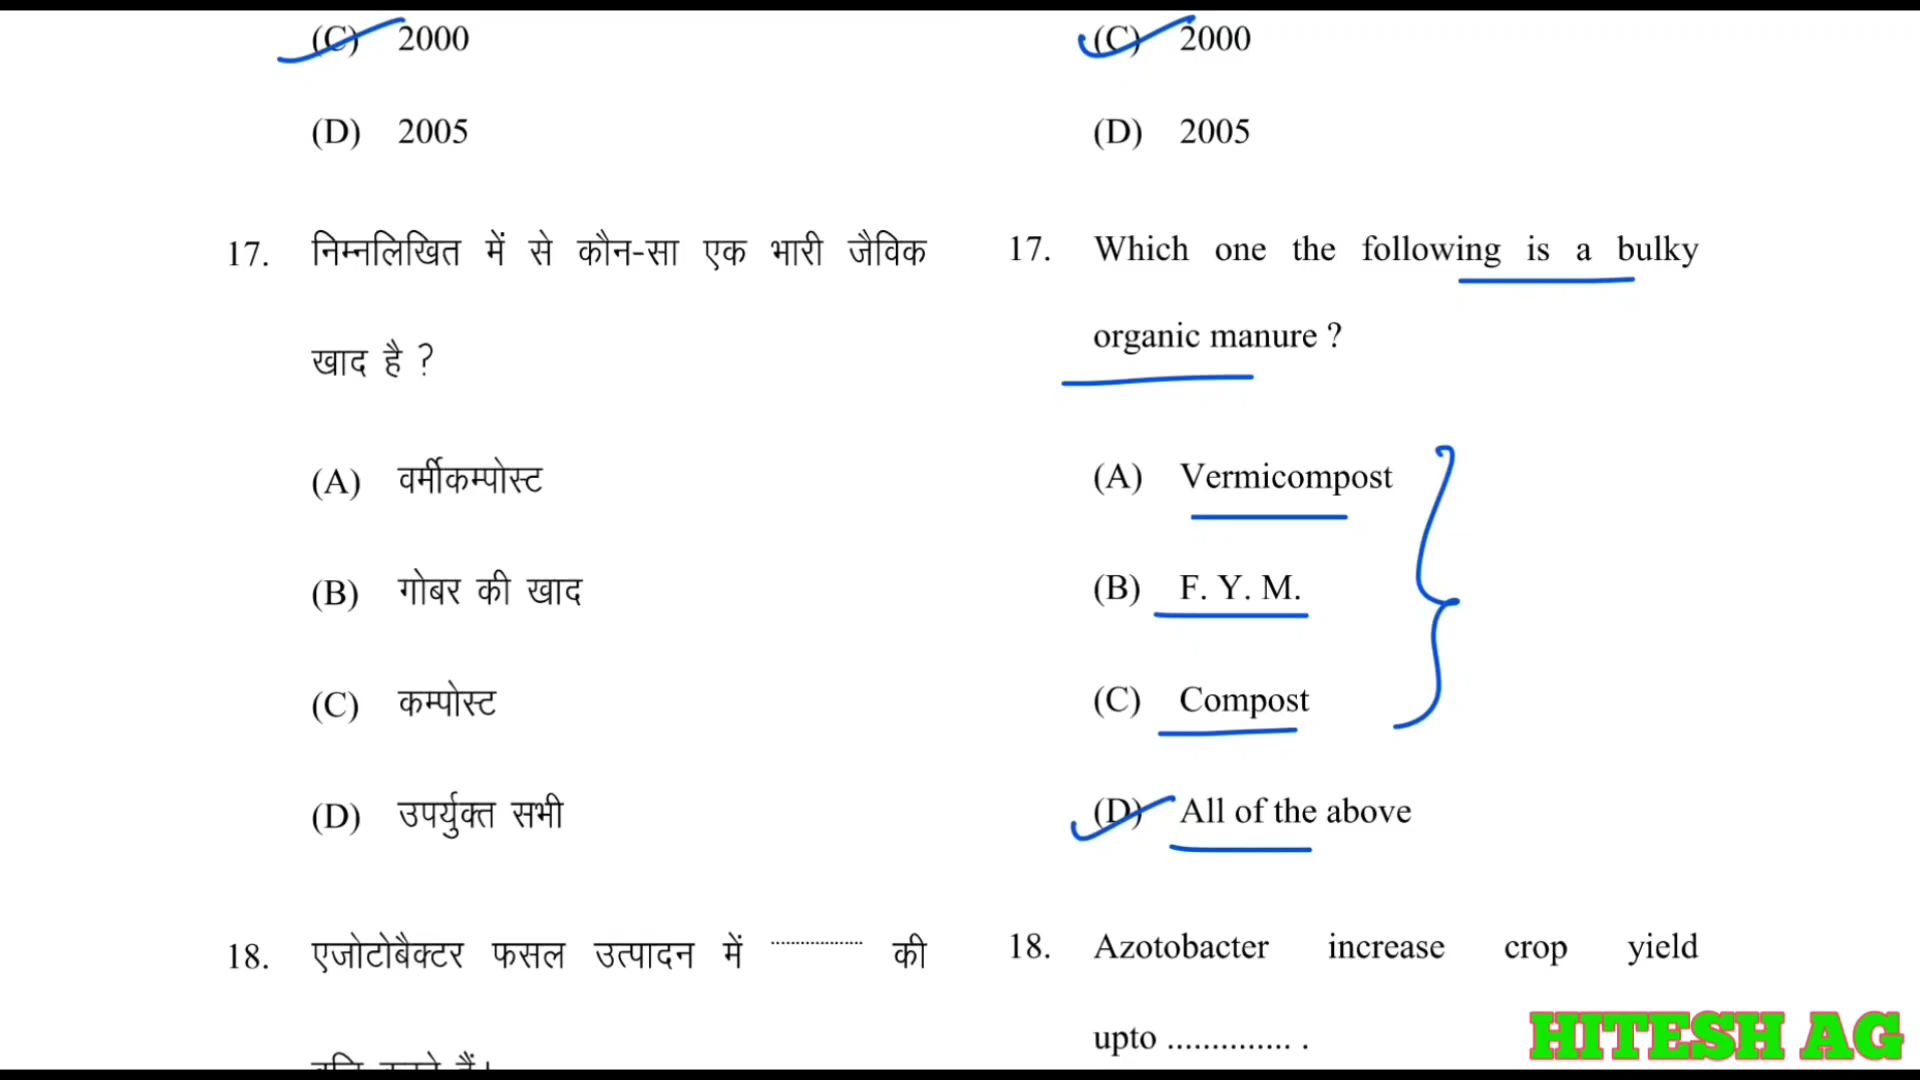 (C) 2000
(D) 2005
17. निम्नलिखित में से कौन-सा एक भारी जैविक
खाद है ?
(A) वर्मीकम्पोस्ट
(B) गोबर की खाद
(C) कम्पोस्ट
(D) उपर्युक्त सभी
18. एजोटोबैक्टर फसल उत्पादन में .................. की
(C) 2000
(D) 2005
17. Which one the following is a bulky
organic manure ?
(A) Vermicompost
(B) F. Y. M.
(C) Compost
(D) All of the above
18. Azotobacter increase crop yield
upto .............. .
HITESH AG